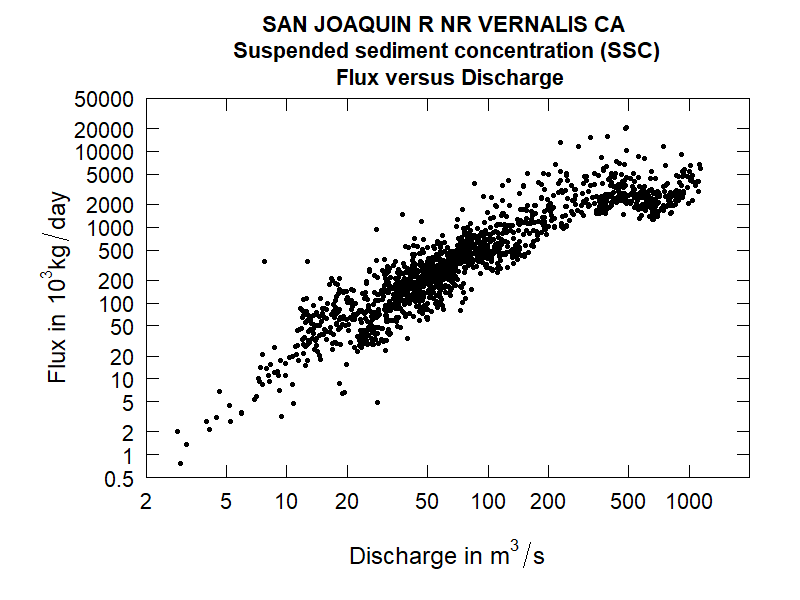 SAN JOAQUIN R NR VERNALIS CA
Suspended sediment concentration (SSC)
Flux versus Discharge
Flux in 10³kg/day
50000
20000
10000
5000
2000
1000
500
200
100
50
20
10
5
2
1
0.5
2 5 10 20 50 100 200 500 1000
Discharge in m³/s